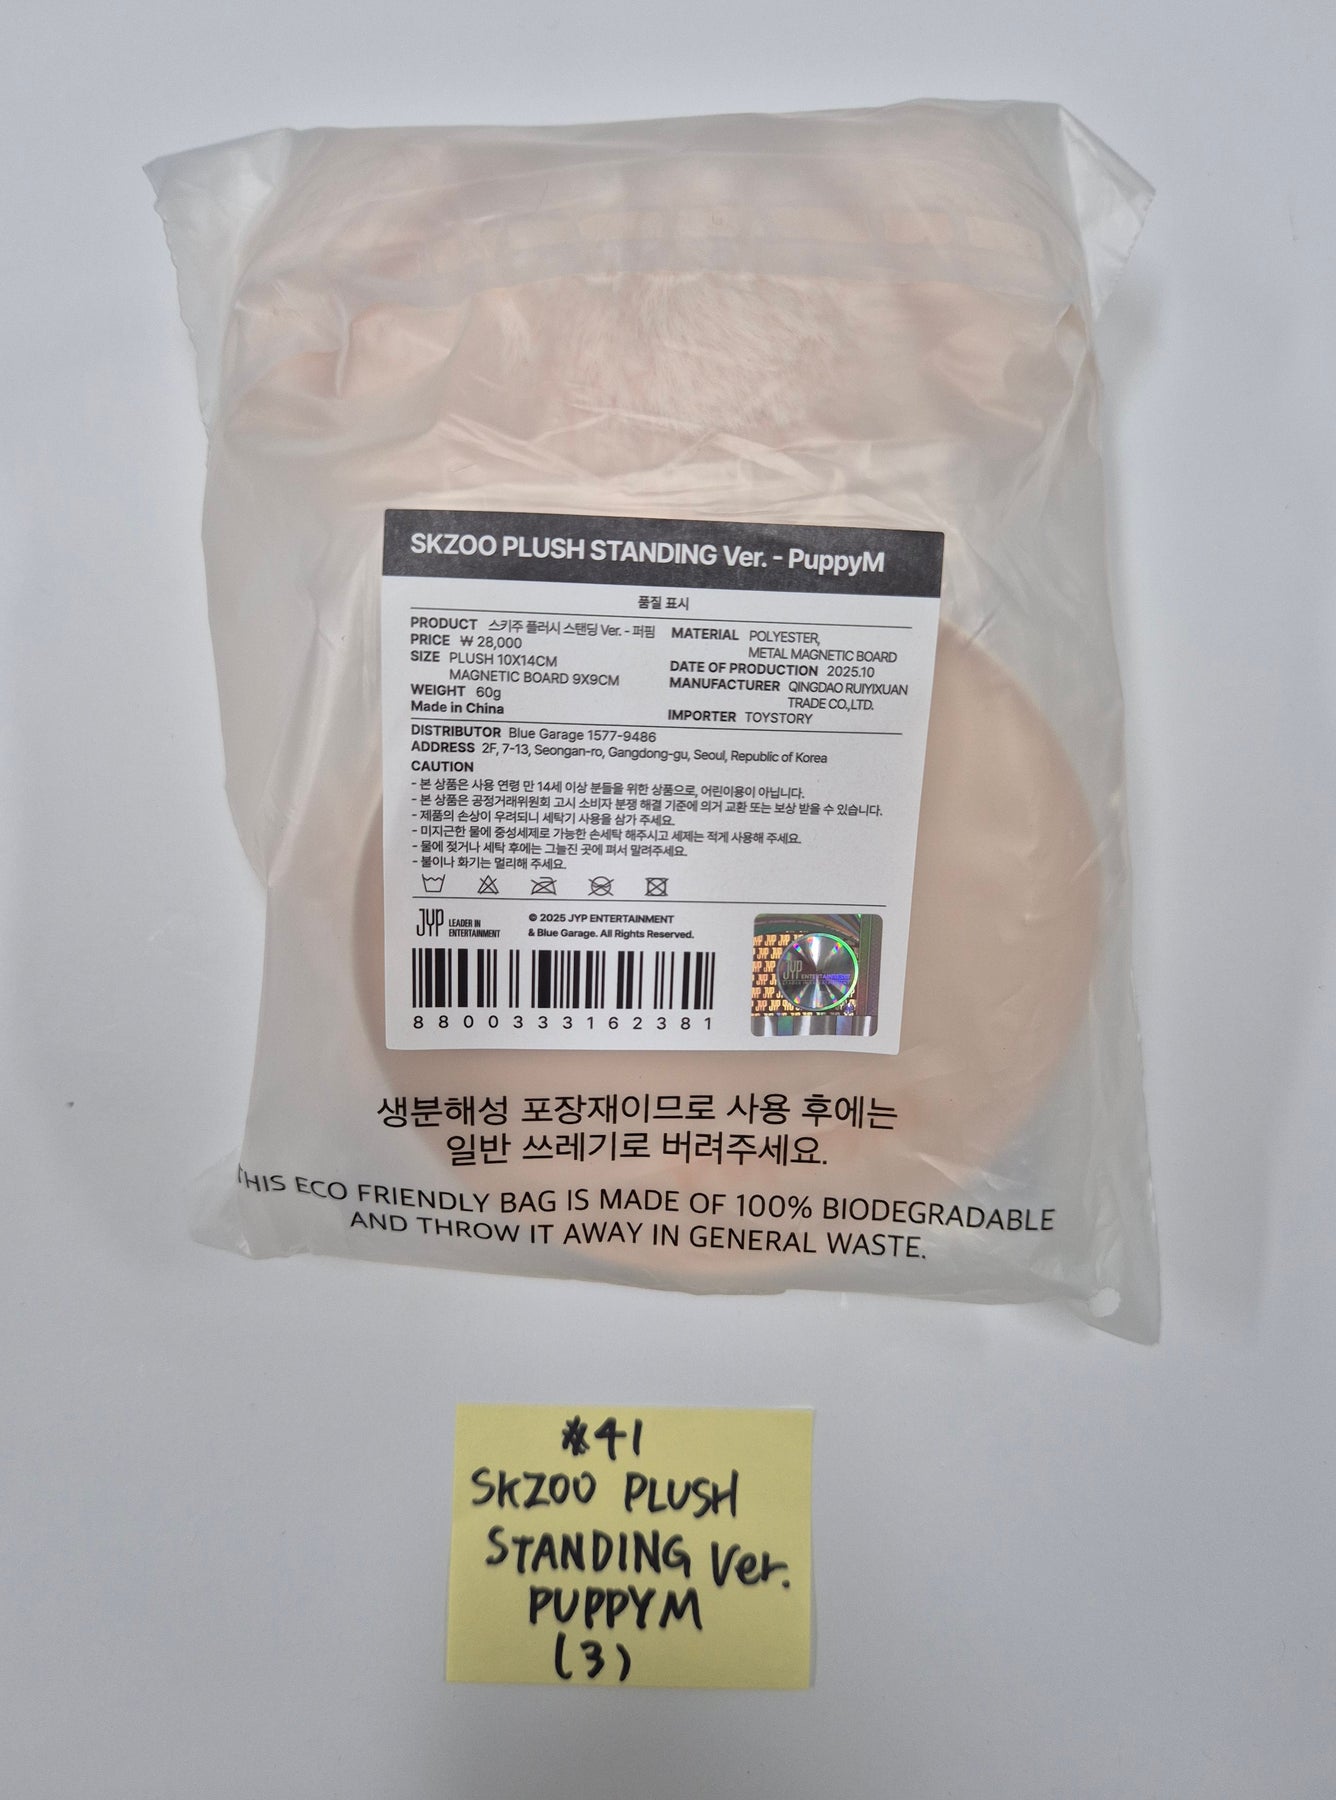 SKZOO PLUSH STANDING Ver. - PuppyM
품질 표시
PRODUCT 스키주 플러시 스탠딩 Ver. - 퍼핌
PRICE ₩ 28,000
SIZE PLUSH 10X14CM
MAGNETIC BOARD 9X9CM
WEIGHT 60g
Made in China
MATERIAL POLYESTER,
METAL MAGNETIC BOARD
DATE OF PRODUCTION 2025.10
MANUFACTURER QINGDAO RUIYIXUAN
TRADE CO.,LTD.
IMPORTER TOYSTORY
DISTRIBUTOR Blue Garage 1577-9486
ADDRESS 2F, 7-13, Seongan-ro, Gangdong-gu, Seoul, Republic of Korea
CAUTION
- 본 상품은 사용 연령 만 14세 이상 분들을 위한 상품으로, 어린이용이 아닙니다.
- 본 상품은 공정거래위원회 고시 소비자 분쟁 해결 기준에 의거 교환 또는 보상 받을 수 있습니다.
- 제품의 손상이 우려되니 세탁기 사용을 삼가 주세요.
- 미지근한 물에 중성세제로 가능한 손세탁 해주시고 세제는 적게 사용해 주세요.
- 물에 젖거나 세탁 후에는 그늘진 곳에 펴서 말려주세요.
- 불이나 화기는 멀리해 주세요.
JYP LEADER IN
ENTERTAINMENT
© 2025 JYP ENTERTAINMENT
& Blue Garage. All Rights Reserved.
8800333162381
JYP ENTERTAINMENT
생분해성 포장재이므로 사용 후에는
일반 쓰레기로 버려주세요.
THIS ECO FRIENDLY BAG IS MADE OF 100% BIODEGRADABLE
AND THROW IT AWAY IN GENERAL WASTE.
#41
SKZOO PLUSH
STANDING Ver.
PUPPYM
(3)